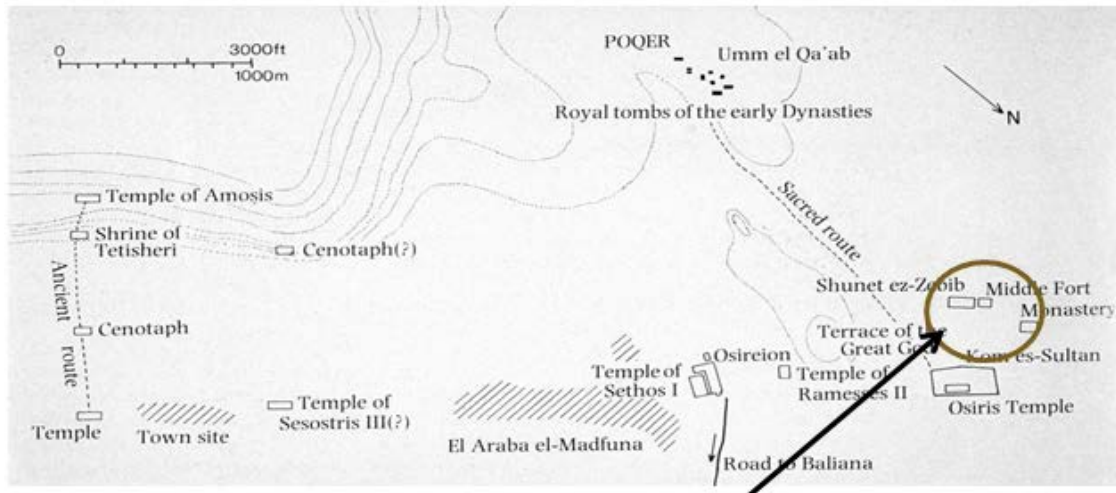 0 3000ft
1000m
POQER
Umm el Qa'ab
Royal tombs of the early Dynasties
N
Temple of Amosis
Shrine of
Tetisheri
Cenotaph(?)
Sacred route
Ancient
route
Cenotaph
Shunet ez-Zebib
Middle Fort
Monastery
Terrace of the
Great God
Kom es-Sultan
Osireion
Temple of
Sethos I
Temple of
Ramesses II
Osiris Temple
Temple
Town site
Temple of
Sesostris III(?)
El Araba el-Madfuna
Road to Baliana